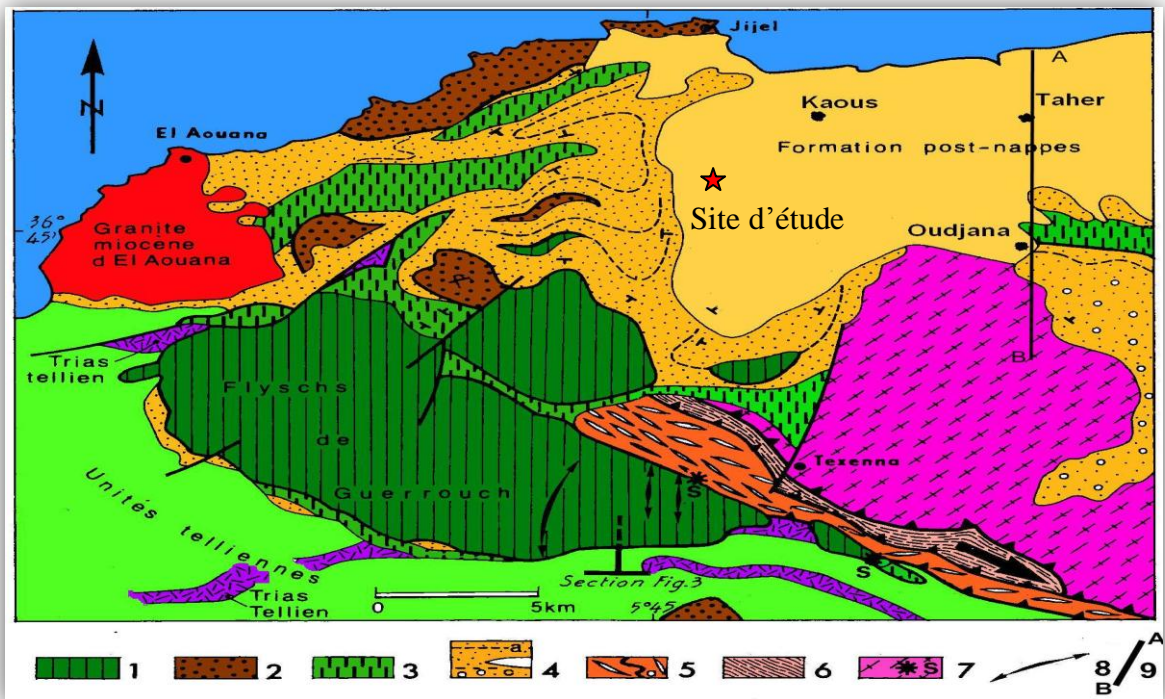 Jijel
A
N
Kaous
Taher
El Aouana
Formation post-nappes
Site d'étude
36°
45'
Granite
miocène
d'El Aouana
Oudjana
B
Trias
tellien
Flyschs
de
Guerrouch
Texenna
S
Unités telliennes
S
Section Fig.3
Trias
Tellien
0 5km
5°45'
1 2 3 a 4 5 6 S 7 8 A B 9